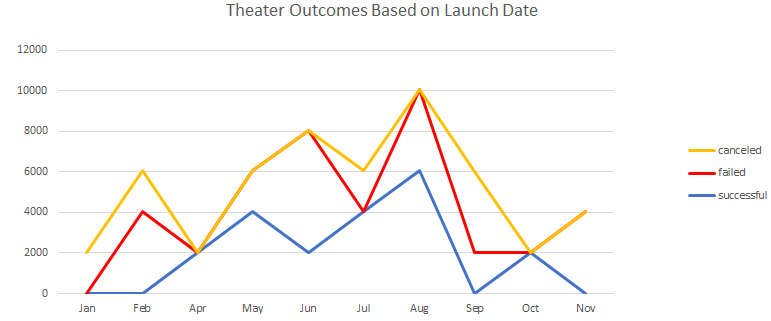 Theater Outcomes Based on Launch Date
12000
10000
8000
6000
4000
2000
0
Jan Feb Apr May Jun Jul Aug Sep Oct Nov
canceled
failed
successful